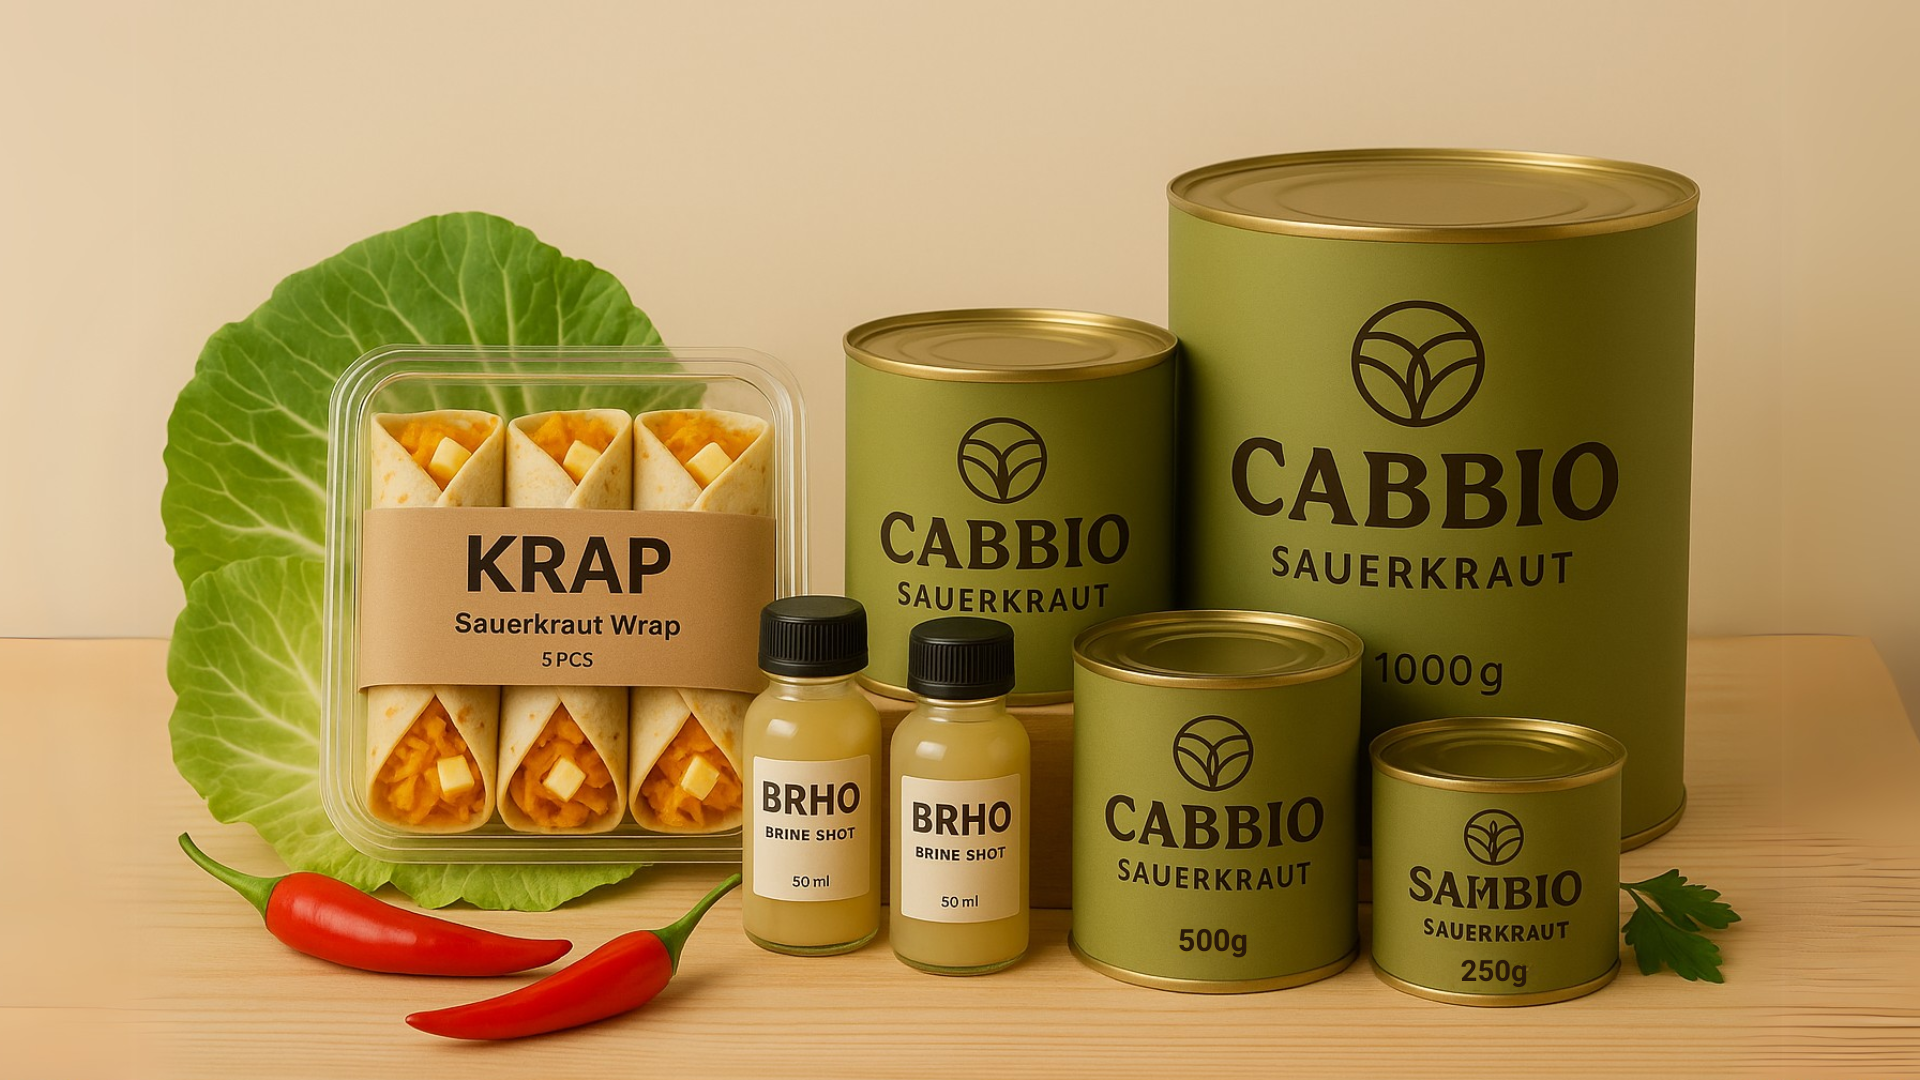 KRAP
Sauerkraut Wrap
5 PCS
BRHO
BRINE SHOT
50 ml
BRHO
BRINE SHOT
50 ml
CABBIO
SAUERKRAUT
CABBIO
SAUERKRAUT
1000g
CABBIO
SAUERKRAUT
500g
SAMBIO
SAUERKRAUT
250g